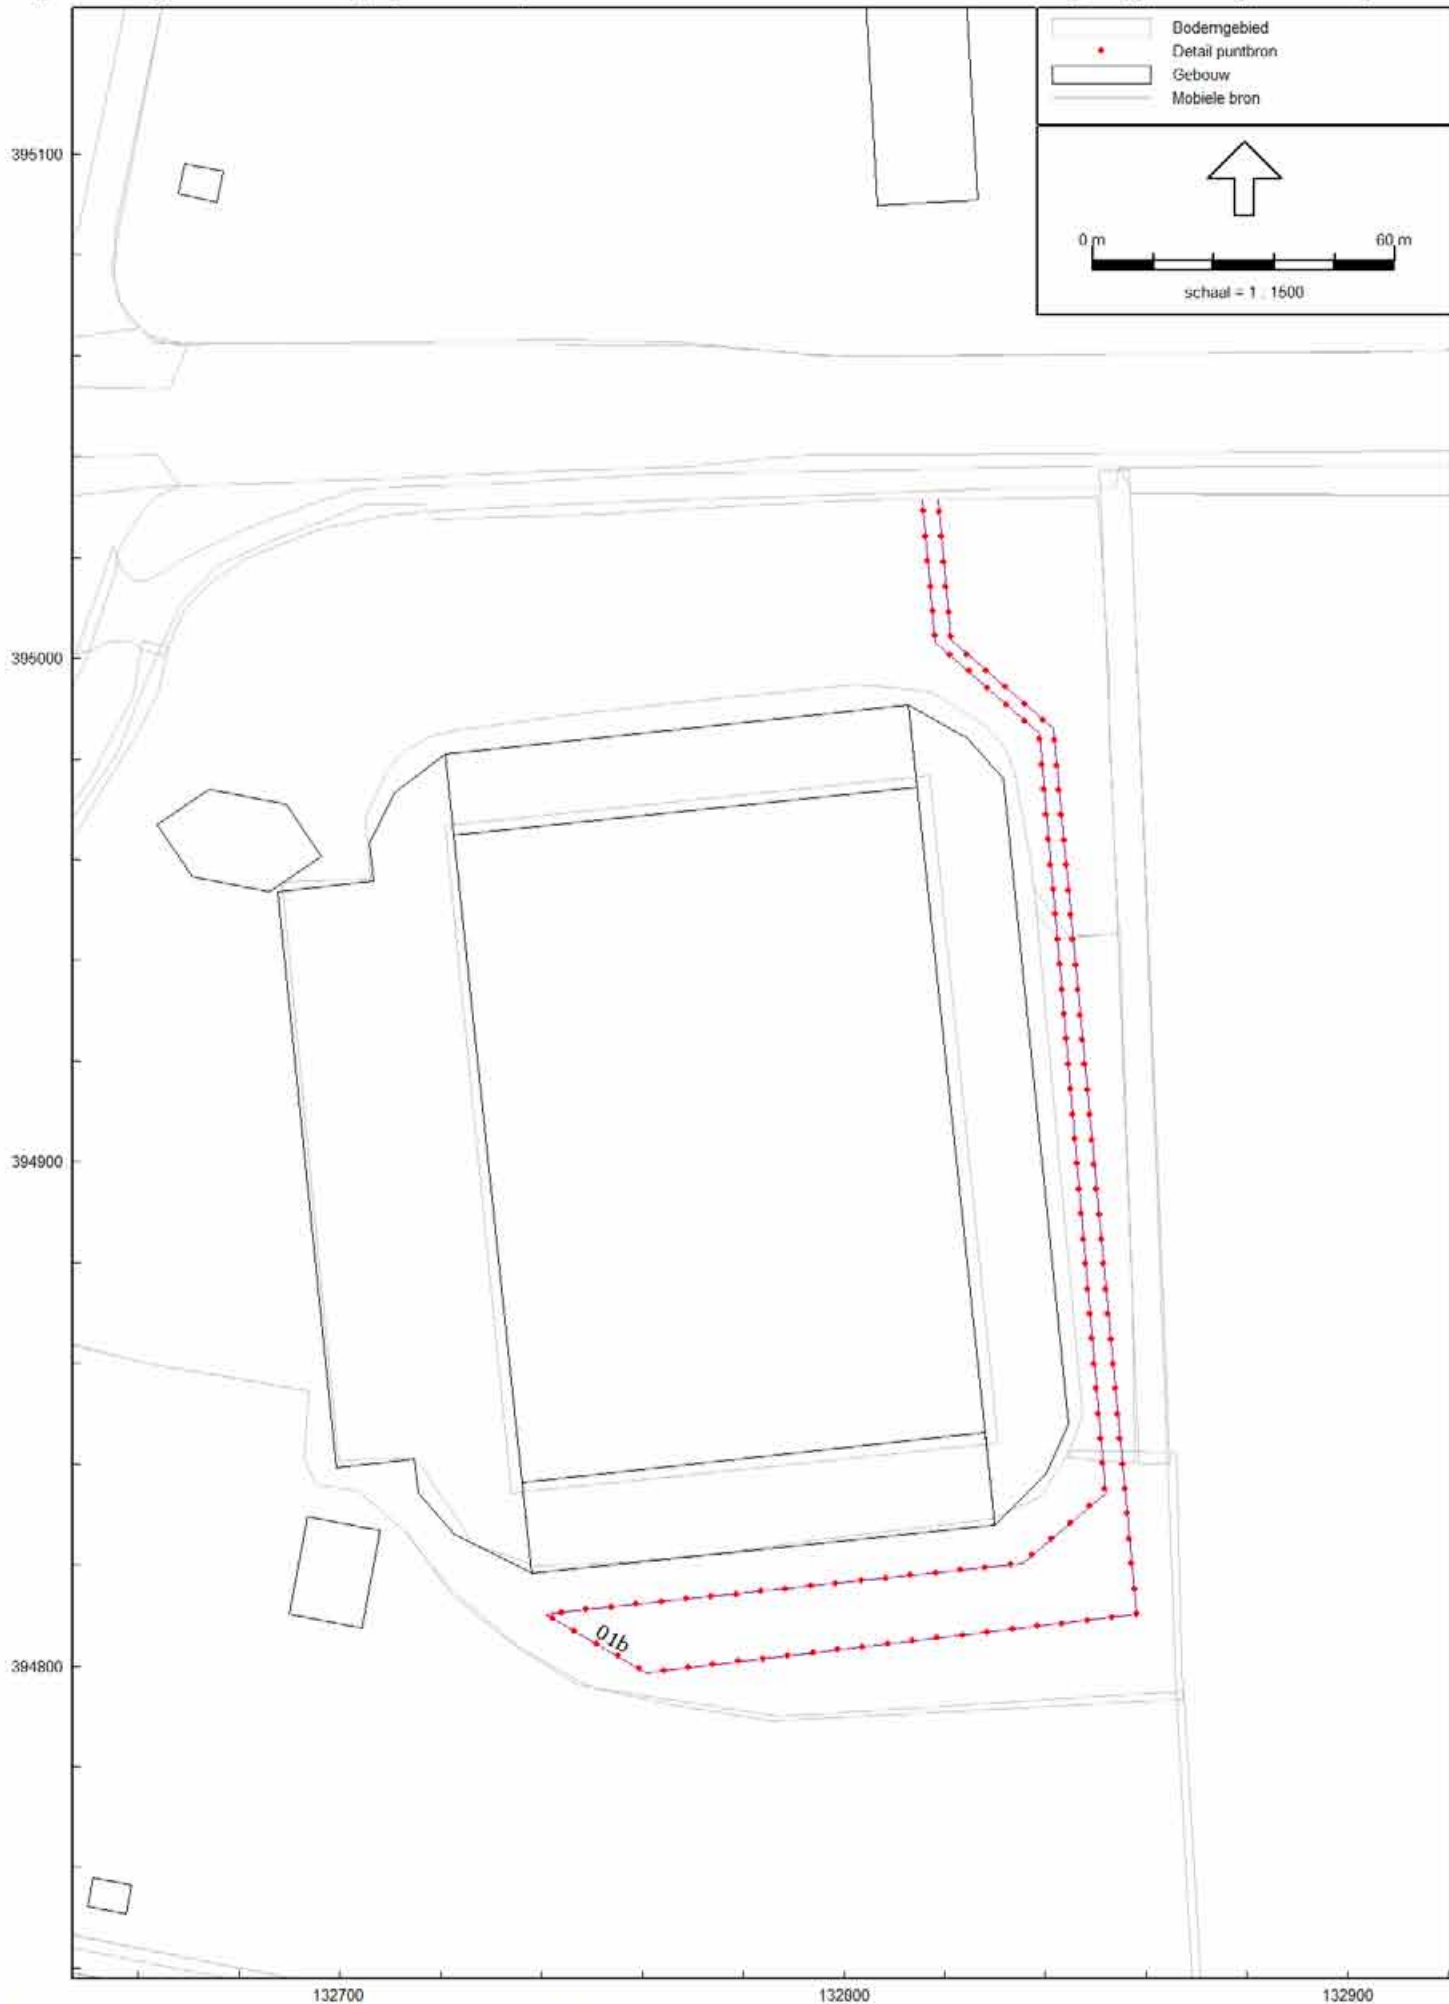 Bodemgebied
Detail puntbron
Gebouw
Mobiele bron
0 m 60 m
schaal = 1 : 1500
395100
395000
394900
394800
01b
132700 132800 132900